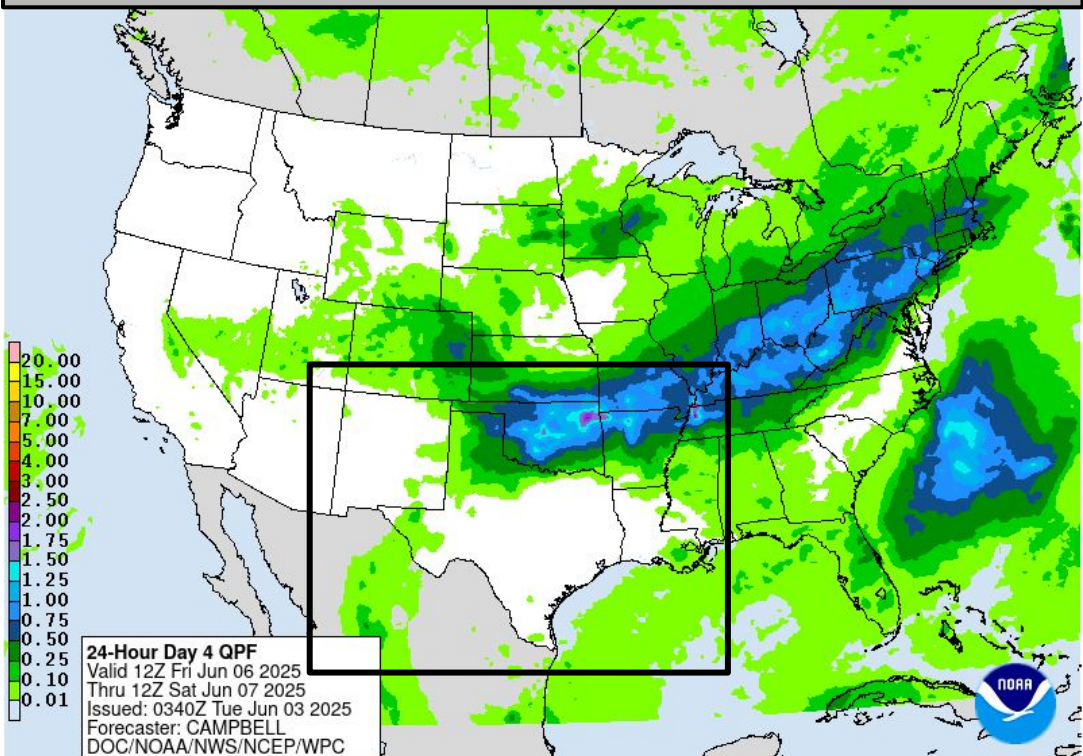 20.00
15.00
10.00
7.00
5.00
4.00
3.00
2.50
2.00
1.75
1.50
1.25
1.00
0.75
0.50
0.25
0.10
0.01
24-Hour Day 4 QPF
Valid 12Z Fri Jun 06 2025
Thru 12Z Sat Jun 07 2025
Issued: 0340Z Tue Jun 03 2025
Forecaster: CAMPBELL
DOC/NOAA/NWS/NCEP/WPC
NOAA